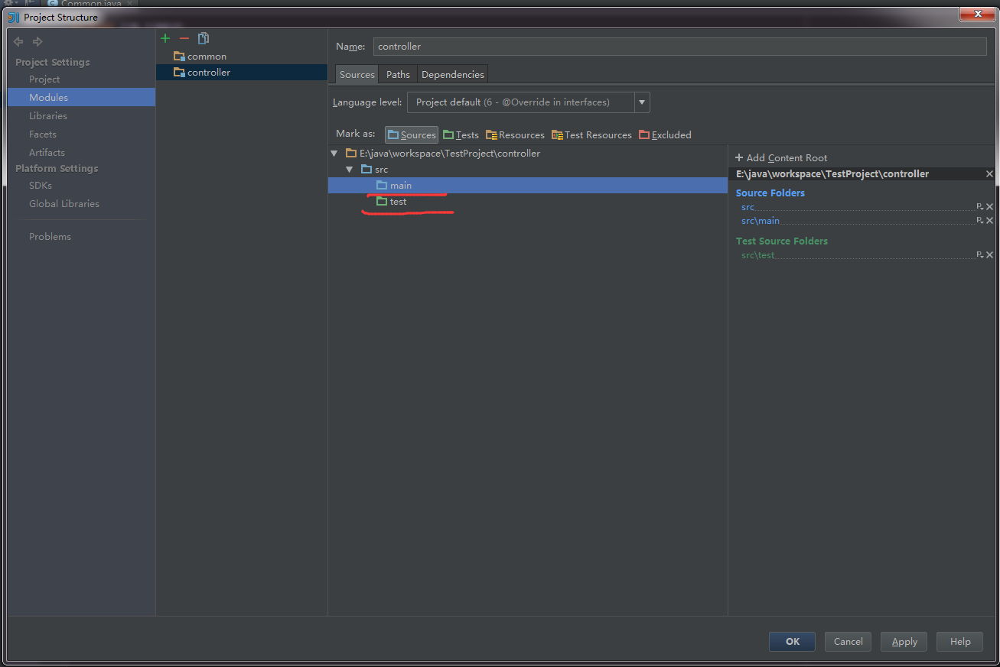 Common.java
Project Structure
Project Settings
Project
Modules
Libraries
Facets
Artifacts
Platform Settings
SDKs
Global Libraries
Problems
common
controller
Name: controller
Sources Paths Dependencies
Language level: Project default (6 - @Override in interfaces)
Mark as: Sources Tests Resources Test Resources Excluded
E:\java\workspace\TestProject\controller
src
main
test
+ Add Content Root
E:\java\workspace\TestProject\controller
Source Folders
src
src\main
Test Source Folders
src\test
OK Cancel Apply Help